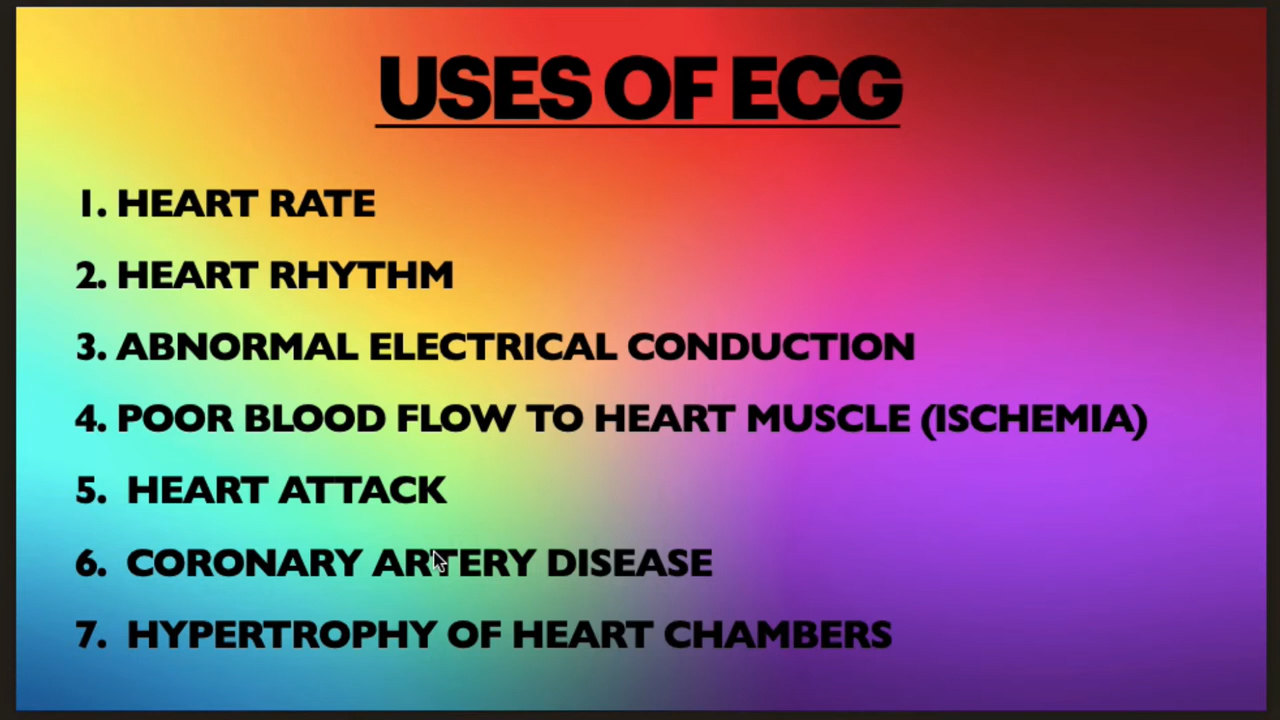 USES OF ECG
1. HEART RATE
2. HEART RHYTHM
3. ABNORMAL ELECTRICAL CONDUCTION
4. POOR BLOOD FLOW TO HEART MUSCLE (ISCHEMIA)
5. HEART ATTACK
6. CORONARY ARTERY DISEASE
7. HYPERTROPHY OF HEART CHAMBERS